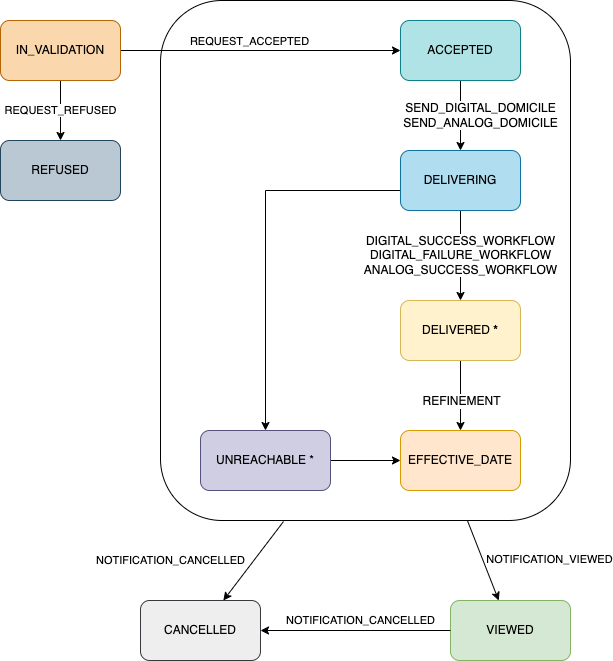 IN_VALIDATION
REQUEST_ACCEPTED
ACCEPTED
REQUEST_REFUSED
SEND_DIGITAL_DOMICILE
SEND_ANALOG_DOMICILE
REFUSED
DELIVERING
DIGITAL_SUCCESS_WORKFLOW
DIGITAL_FAILURE_WORKFLOW
ANALOG_SUCCESS_WORKFLOW
DELIVERED *
REFINEMENT
UNREACHABLE *
EFFECTIVE_DATE
NOTIFICATION_CANCELLED
NOTIFICATION_VIEWED
CANCELLED
NOTIFICATION_CANCELLED
VIEWED